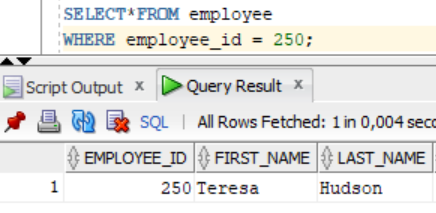 SELECT*FROM employee
WHERE employee_id = 250;
Script Output x Query Result x
SQL | All Rows Fetched: 1 in 0,004
EMPLOYEE_ID FIRST_NAME LAST_NAME
1 250 Teresa Hudson